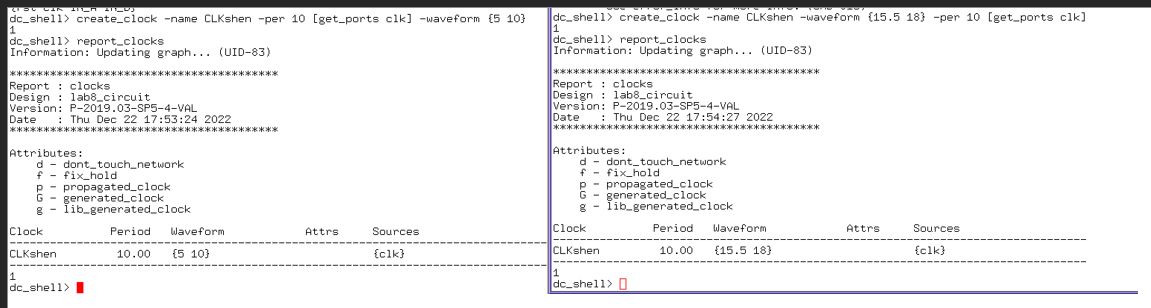 dc_shell> create_clock -name CLKshen -per 10 [get_ports clk] -waveform {5 10}
1
dc_shell> report_clocks
Information: Updating graph... (UID-83)
****************************************
Report : clocks
Design : lab8_circuit
Version: P-2019.03-SP5-4-VAL
Date   : Thu Dec 22 17:53:24 2022
****************************************
Attributes:
    d - dont_touch_network
    f - fix_hold
    p - propagated_clock
    G - generated_clock
    g - lib_generated_clock
Clock          Period   Waveform            Attrs     Sources
--------------------------------------------------------------------------------
CLKshen         10.00   {5 10}                        {clk}
--------------------------------------------------------------------------------
1
dc_shell>
dc_shell> create_clock -name CLKshen -waveform {15.5 18} -per 10 [get_ports clk]
1
dc_shell> report_clocks
Information: Updating graph... (UID-83)
****************************************
Report : clocks
Design : lab8_circuit
Version: P-2019.03-SP5-4-VAL
Date   : Thu Dec 22 17:54:27 2022
****************************************
Attributes:
    d - dont_touch_network
    f - fix_hold
    p - propagated_clock
    G - generated_clock
    g - lib_generated_clock
Clock          Period   Waveform            Attrs     Sources
--------------------------------------------------------------------------------
CLKshen         10.00   {15.5 18}                     {clk}
--------------------------------------------------------------------------------
1
dc_shell>